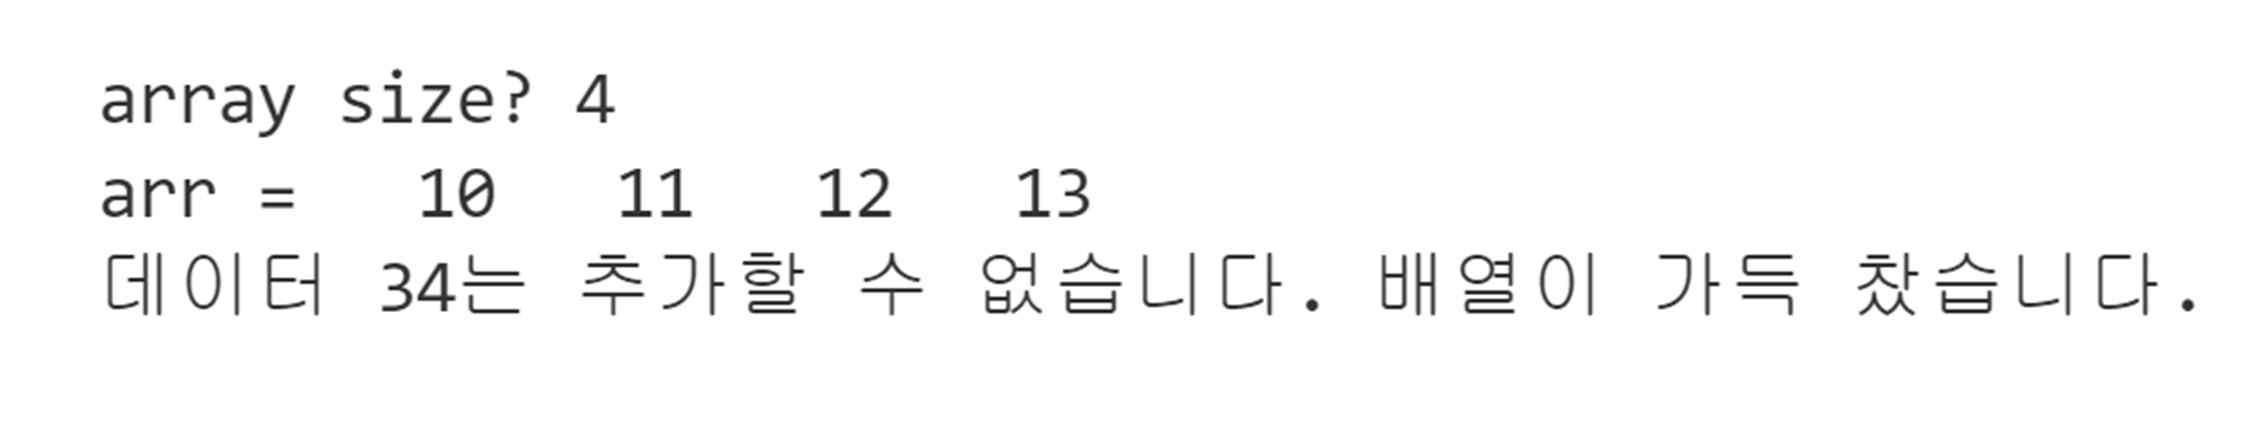 array size? 4
arr =   10   11   12   13
데이터 34는 추가할 수 없습니다. 배열이 가득 찼습니다.